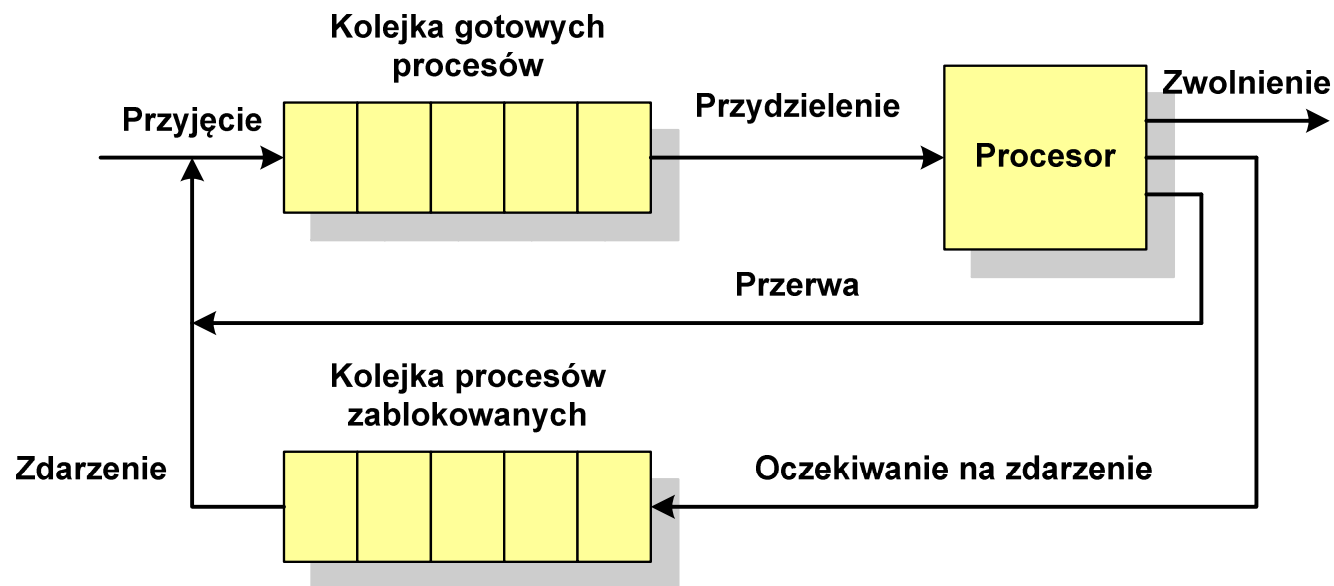 Kolejka gotowych
procesów
Przyjęcie
Przydzielenie
Procesor
Zwolnienie
Przerwa
Kolejka procesów
zablokowanych
Zdarzenie
Oczekiwanie na zdarzenie